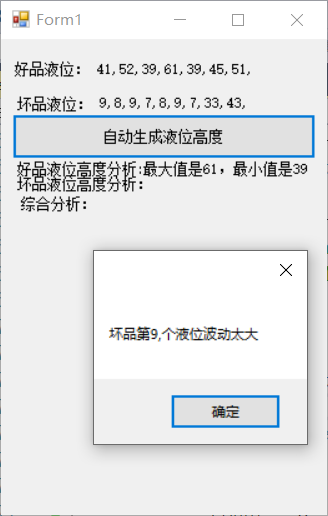 Form1
好品液位： 41,52,39,61,39,45,51,
坏品液位： 9,8,9,7,8,9,7,33,43,
自动生成液位高度
好品液位高度分析:最大值是61，最小值是39
坏品液位高度分析：
综合分析：
坏品第9,个液位波动太大
确定